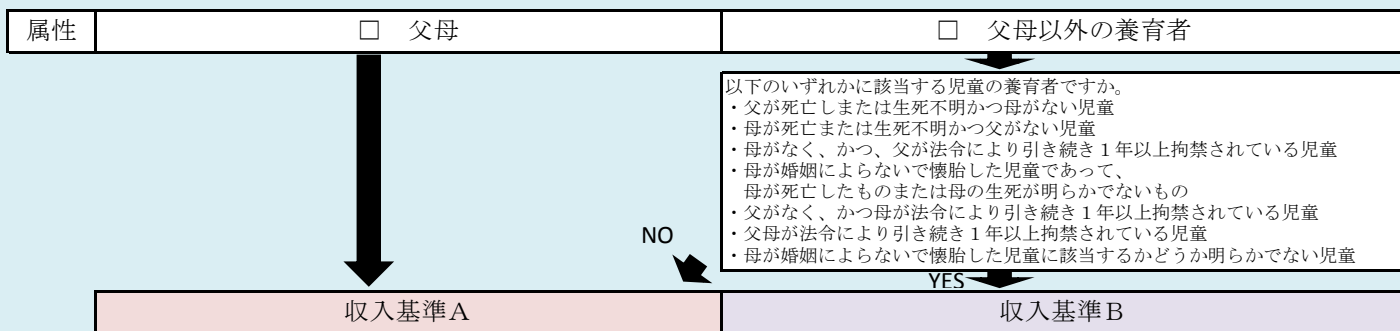 属性
□　父母
□　父母以外の養育者
以下のいずれかに該当する児童の養育者ですか。
・父が死亡しまたは生死不明かつ母がない児童
・母が死亡または生死不明かつ父がない児童
・母がなく、かつ、父が法令により引き続き１年以上拘禁されている児童
・母が婚姻によらないで懐胎した児童であって、
母が死亡したものまたは母の生死が明らかでないもの
・父がなく、かつ母が法令により引き続き１年以上拘禁されている児童
・父母が法令により引き続き１年以上拘禁されている児童
・母が婚姻によらないで懐胎した児童に該当するかどうか明らかでない児童
NO
YES
収入基準Ａ
収入基準Ｂ